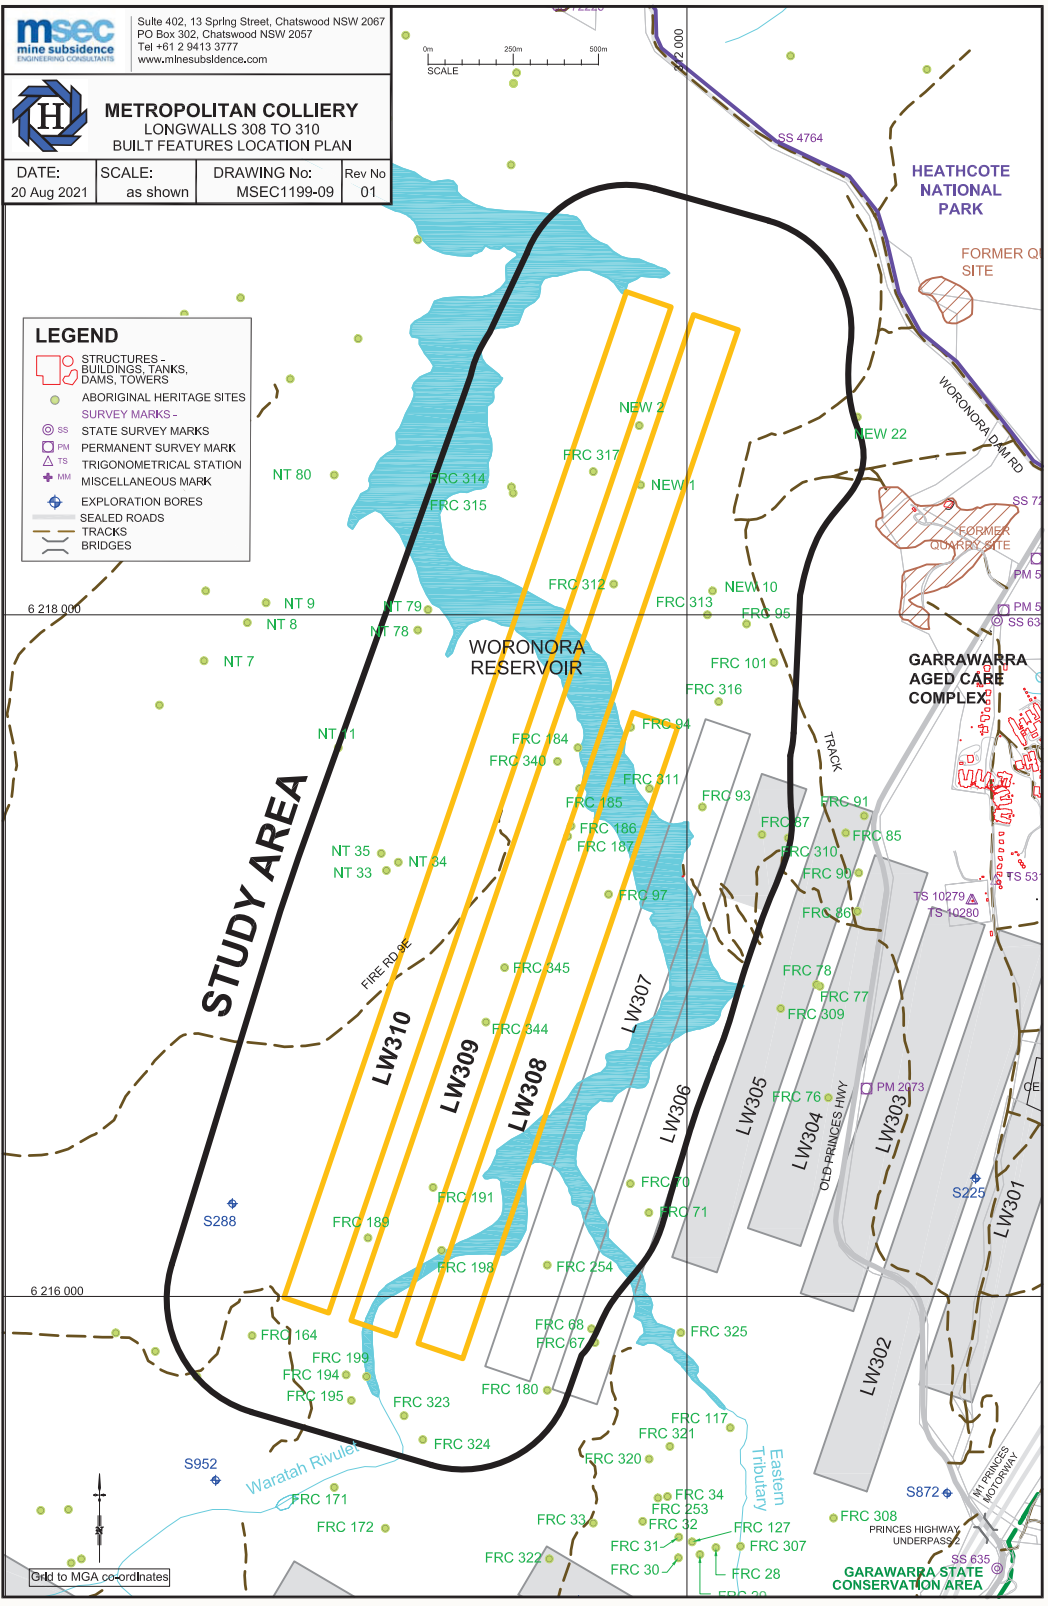 msec
mine subsidence
ENGINEERING CONSULTANTS
Suite 402, 13 Spring Street, Chatswood NSW 2067
PO Box 302, Chatswood NSW 2057
Tel +61 2 9413 3777
www.minesubsidence.com
H
METROPOLITAN COLLIERY
LONGWALLS 308 TO 310
BUILT FEATURES LOCATION PLAN
DATE:
20 Aug 2021
SCALE:
as shown
DRAWING No:
MSEC1199-09
Rev No
01
0m 250m 500m
SCALE
212 000
SS 4764
HEATHCOTE
NATIONAL
PARK
FORMER QU
SITE
LEGEND
STRUCTURES -
BUILDINGS, TANKS,
DAMS, TOWERS
ABORIGINAL HERITAGE SITES
SURVEY MARKS -
SS STATE SURVEY MARKS
PM PERMANENT SURVEY MARK
TS TRIGONOMETRICAL STATION
MM MISCELLANEOUS MARK
EXPLORATION BORES
SEALED ROADS
TRACKS
BRIDGES
WORONORA DAM RD
NEW 2
NEW 22
FRC 317
NT 80
FRC 314
NEW 1
FRC 315
SS 72
FORMER
QUARRY SITE
PM 5
FRC 312
NEW 10
NT 9
6 218 000
NT 79
FRC 313
FRC 95
PM 5
SS 63
NT 8
NT 78
WORONORA
RESERVOIR
NT 7
FRC 101
GARRAWARRA
AGED CARE
COMPLEX
FRC 316
FRC 94
NT 11
FRC 184
TRACK
FRC 340
FRC 311
FRC 185
FRC 93
FRC 91
STUDY AREA
FRC 186
FRC 87
FRC 85
FRC 187
FRC 310
NT 35
NT 34
NT 33
FRC 90
TS 531
FRC 97
TS 10279
FRC 86
TS 10280
FIRE RD 9E
FRC 345
FRC 78
FRC 77
LW307
FRC 309
FRC 344
LW310
LW309
LW308
LW306
LW305
LW304
LW303
FRC 76
PM 2073
OLD PRINCES HWY
CE
S225
LW301
FRC 191
FRC 70
S288
FRC 189
FRC 71
FRC 198
FRC 254
6 216 000
FRC 164
FRC 68
FRC 325
FRC 67
LW302
FRC 199
FRC 194
FRC 195
FRC 180
FRC 323
FRC 117
FRC 324
FRC 321
FRC 320
S952
Waratah Rivulet
Eastern
Tributary
M1 PRINCES
MOTORWAY
FRC 171
FRC 34
FRC 253
S872
FRC 172
FRC 33
FRC 32
FRC 127
FRC 308
PRINCES HIGHWAY
UNDERPASS 2
FRC 31
FRC 307
FRC 322
FRC 30
FRC 28
SS 635
N
Grid to MGA co-ordinates
GARAWARRA STATE
CONSERVATION AREA